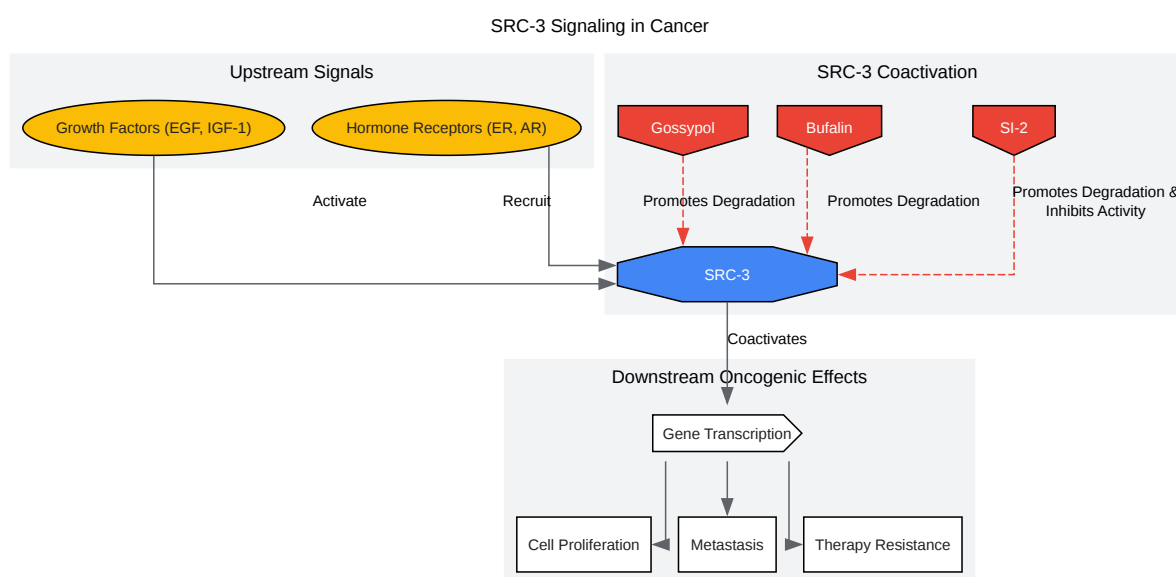 SRC-3 Signaling in Cancer
Upstream Signals
SRC-3 Coactivation
Growth Factors (EGF, IGF-1)
Hormone Receptors (ER, AR)
Gossypol
Bufalin
SI-2
Activate
Recruit
Promotes Degradation
Promotes Degradation
Promotes Degradation &
Inhibits Activity
SRC-3
Coactivates
Downstream Oncogenic Effects
Gene Transcription
Cell Proliferation
Metastasis
Therapy Resistance